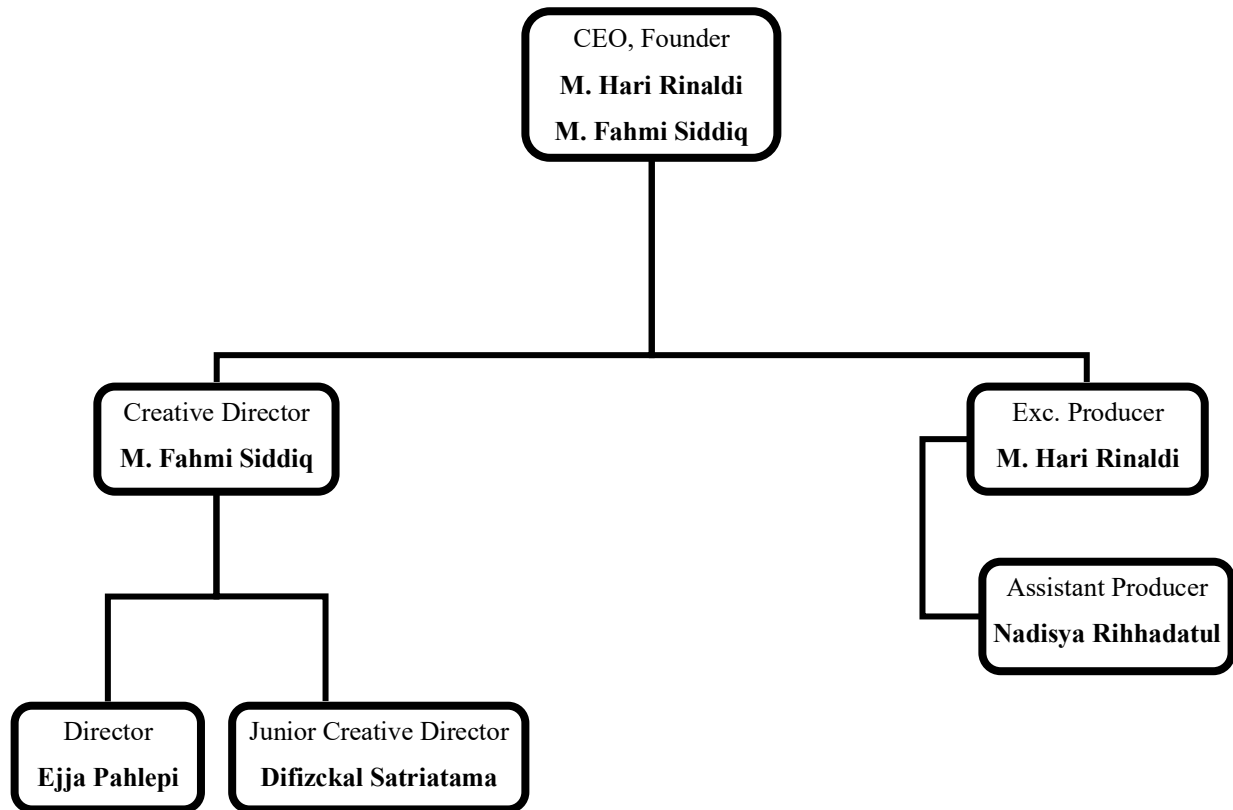 CEO, Founder
M. Hari Rinaldi
M. Fahmi Siddiq
Creative Director
M. Fahmi Siddiq
Exc. Producer
M. Hari Rinaldi
Assistant Producer
Nadisya Rihhadatul
Director
Ejja Pahlepi
Junior Creative Director
Difizckal Satriatama